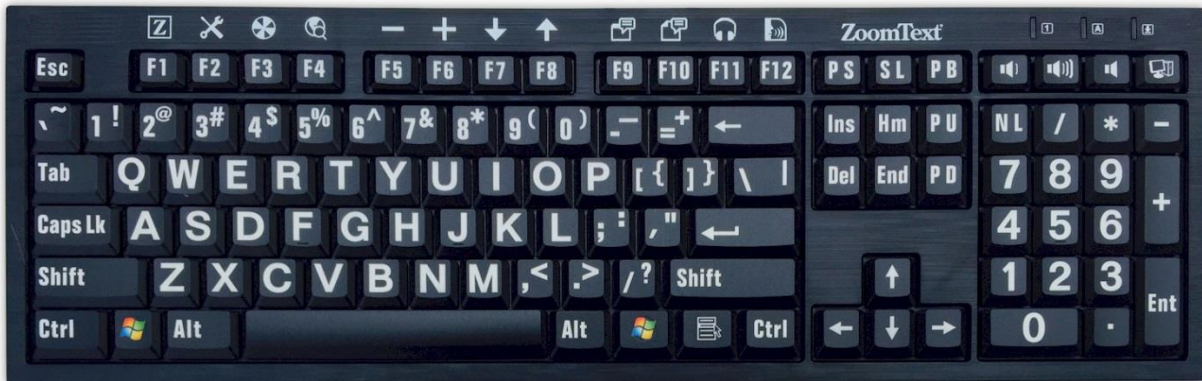 Z ZoomText 1 A
Esc F1 F2 F3 F4 F5 F6 F7 F8 F9 F10 F11 F12 PS SL PB
` ~ 1 ! 2 @ 3 # 4 $ 5 % 6 ^ 7 & 8 * 9 ( 0 ) - _ = + ← Ins Hm PU NL / * -
Tab Q W E R T Y U I O P [ { ] } \ | Del End PD 7 8 9 +
Caps Lk A S D F G H J K L ; : ' " ↵ 4 5 6
Shift Z X C V B N M , < . > / ? Shift ↑ 1 2 3 Ent
Ctrl Alt Alt Ctrl ← ↓ → 0 .